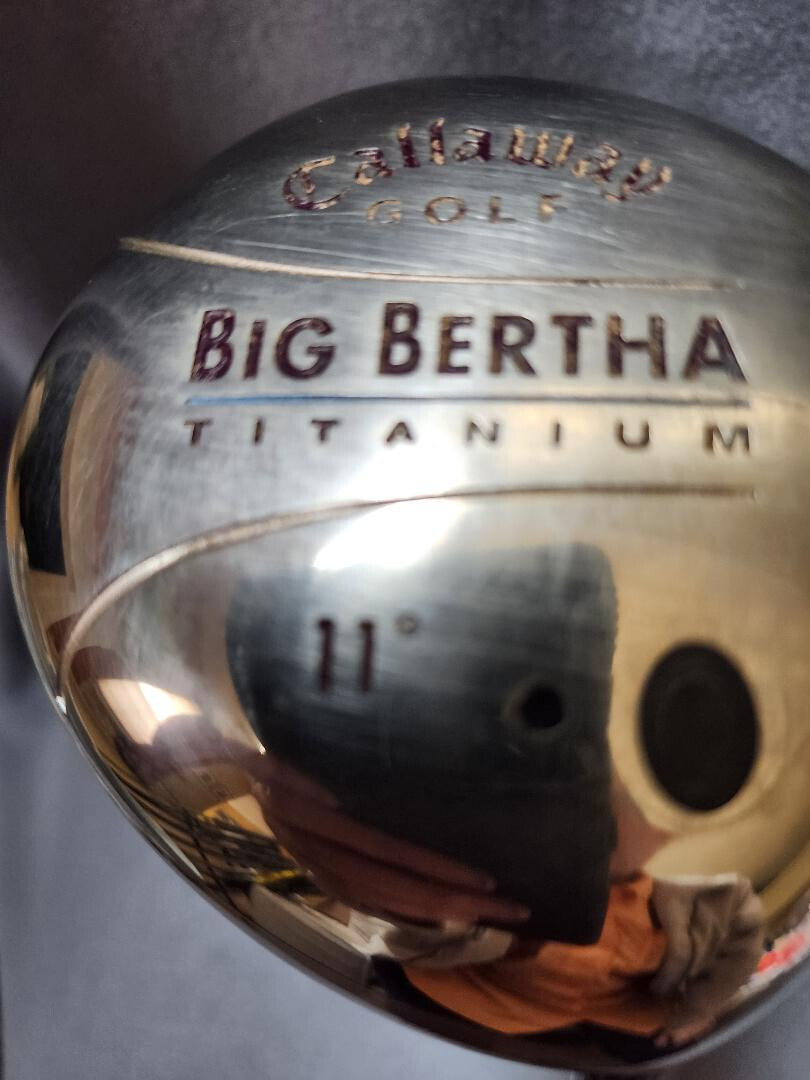 Callaway
GOLF
BIG BERTHA
TITANIUM
11°